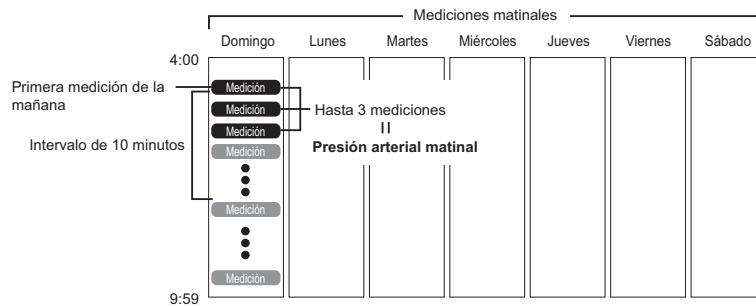 Mediciones matinales
Domingo Lunes Martes Miércoles Jueves Viernes Sábado
4:00
Primera medición de la
mañana
Medición
Medición
Medición
Hasta 3 mediciones
=
Presión arterial matinal
Intervalo de 10 minutos
Medición
Medición
Medición
9:59